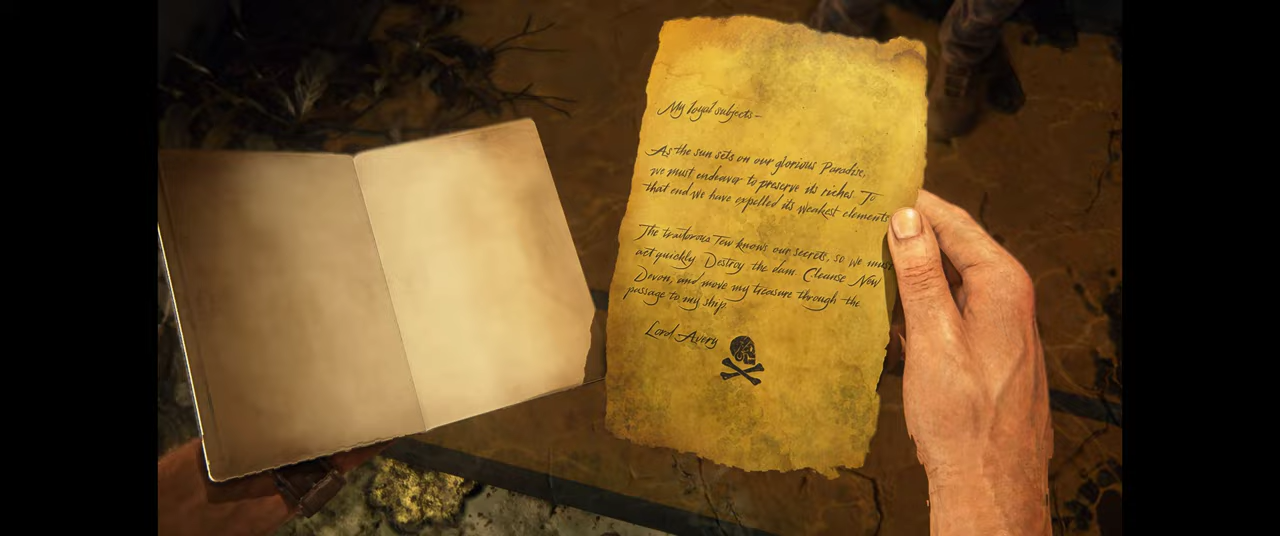 My loyal subjects-
As the sun sets on our glorious Paradise,
we must endeavor to preserve its riches. To
that end we have expelled its weakest elements.
The traitorous Tew knows our secrets, so we must
act quickly. Destroy the dam. Cleanse New
Devon, and move my treasure through the
passage to my ship.
Lord Avery